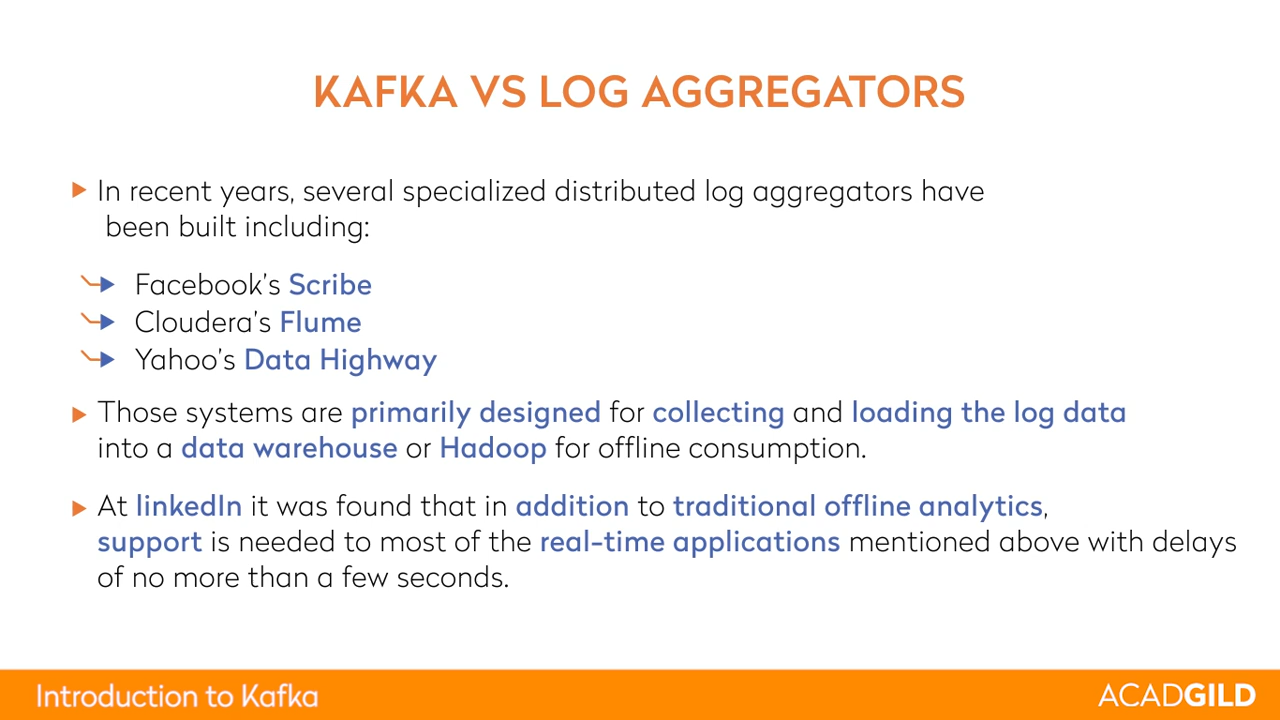 KAFKA VS LOG AGGREGATORS
In recent years, several specialized distributed log aggregators have
been built including:
Facebook’s Scribe
Cloudera’s Flume
Yahoo’s Data Highway
Those systems are primarily designed for collecting and loading the log data
into a data warehouse or Hadoop for offline consumption.
At linkedIn it was found that in addition to traditional offline analytics,
support is needed to most of the real-time applications mentioned above with delays
of no more than a few seconds.
Introduction to Kafka
ACADGILD